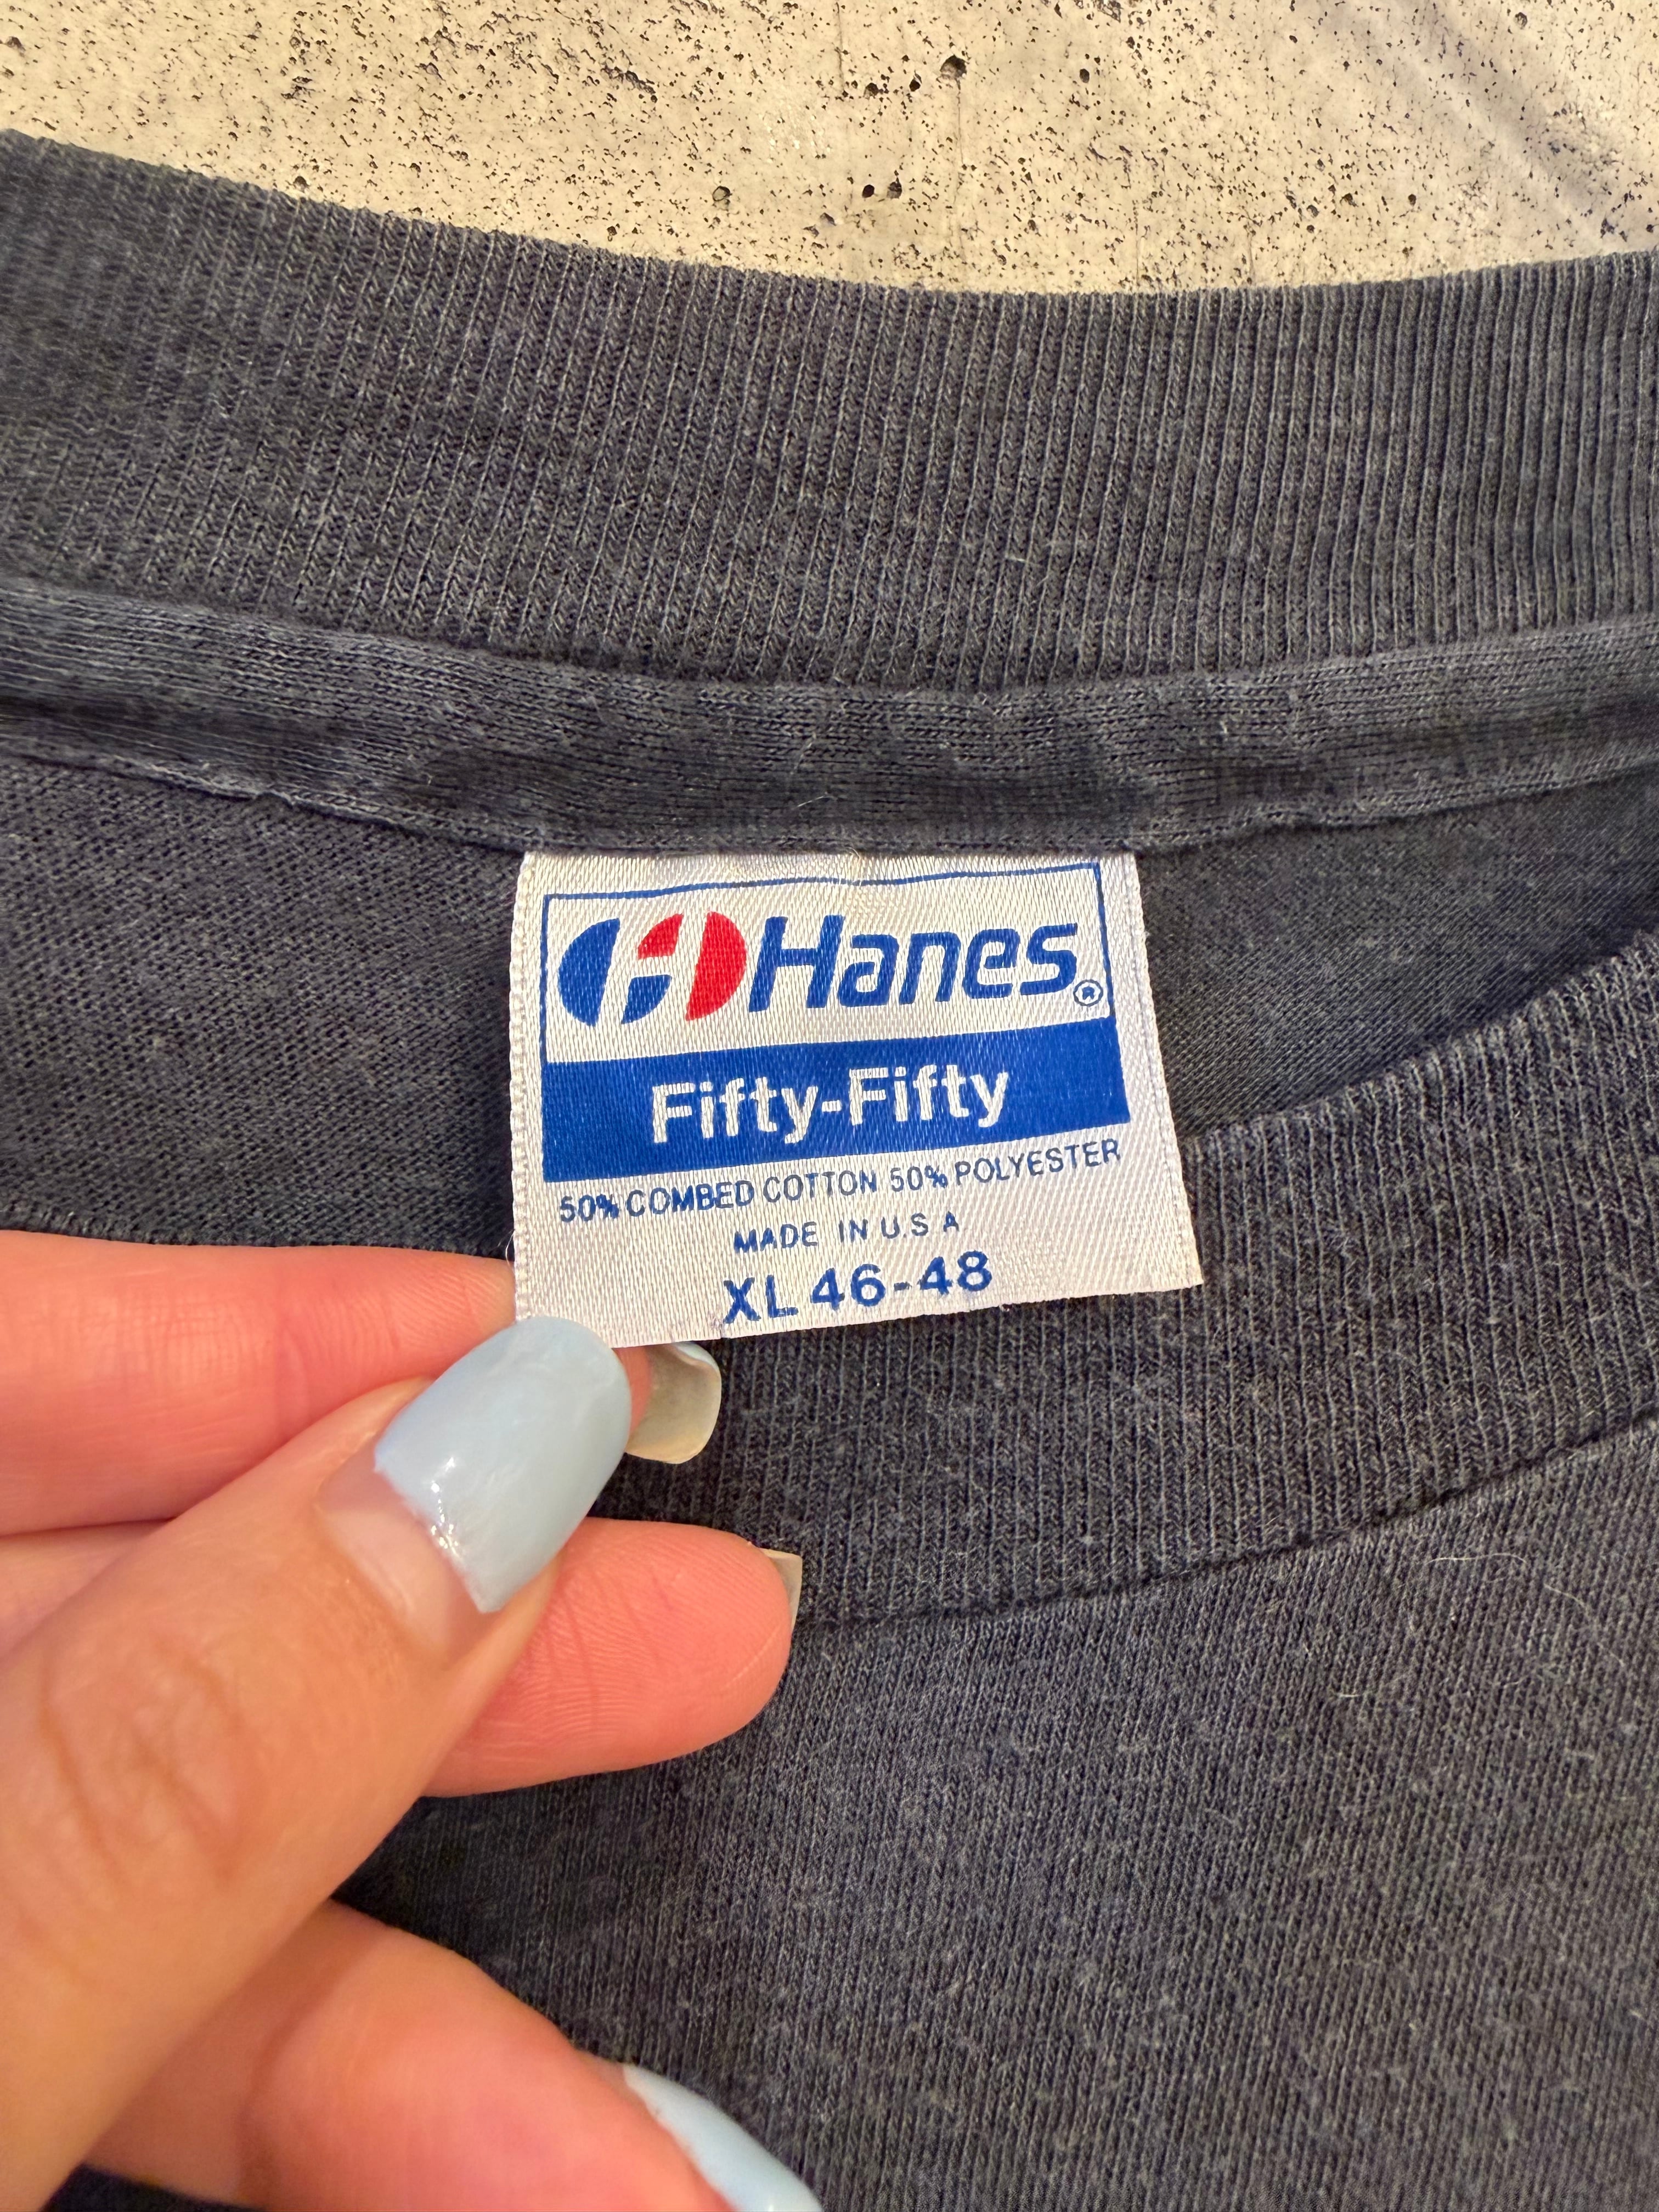 Hanes®
Fifty-Fifty
50% COMBED COTTON 50% POLYESTER
MADE IN U.S A
XL 46-48